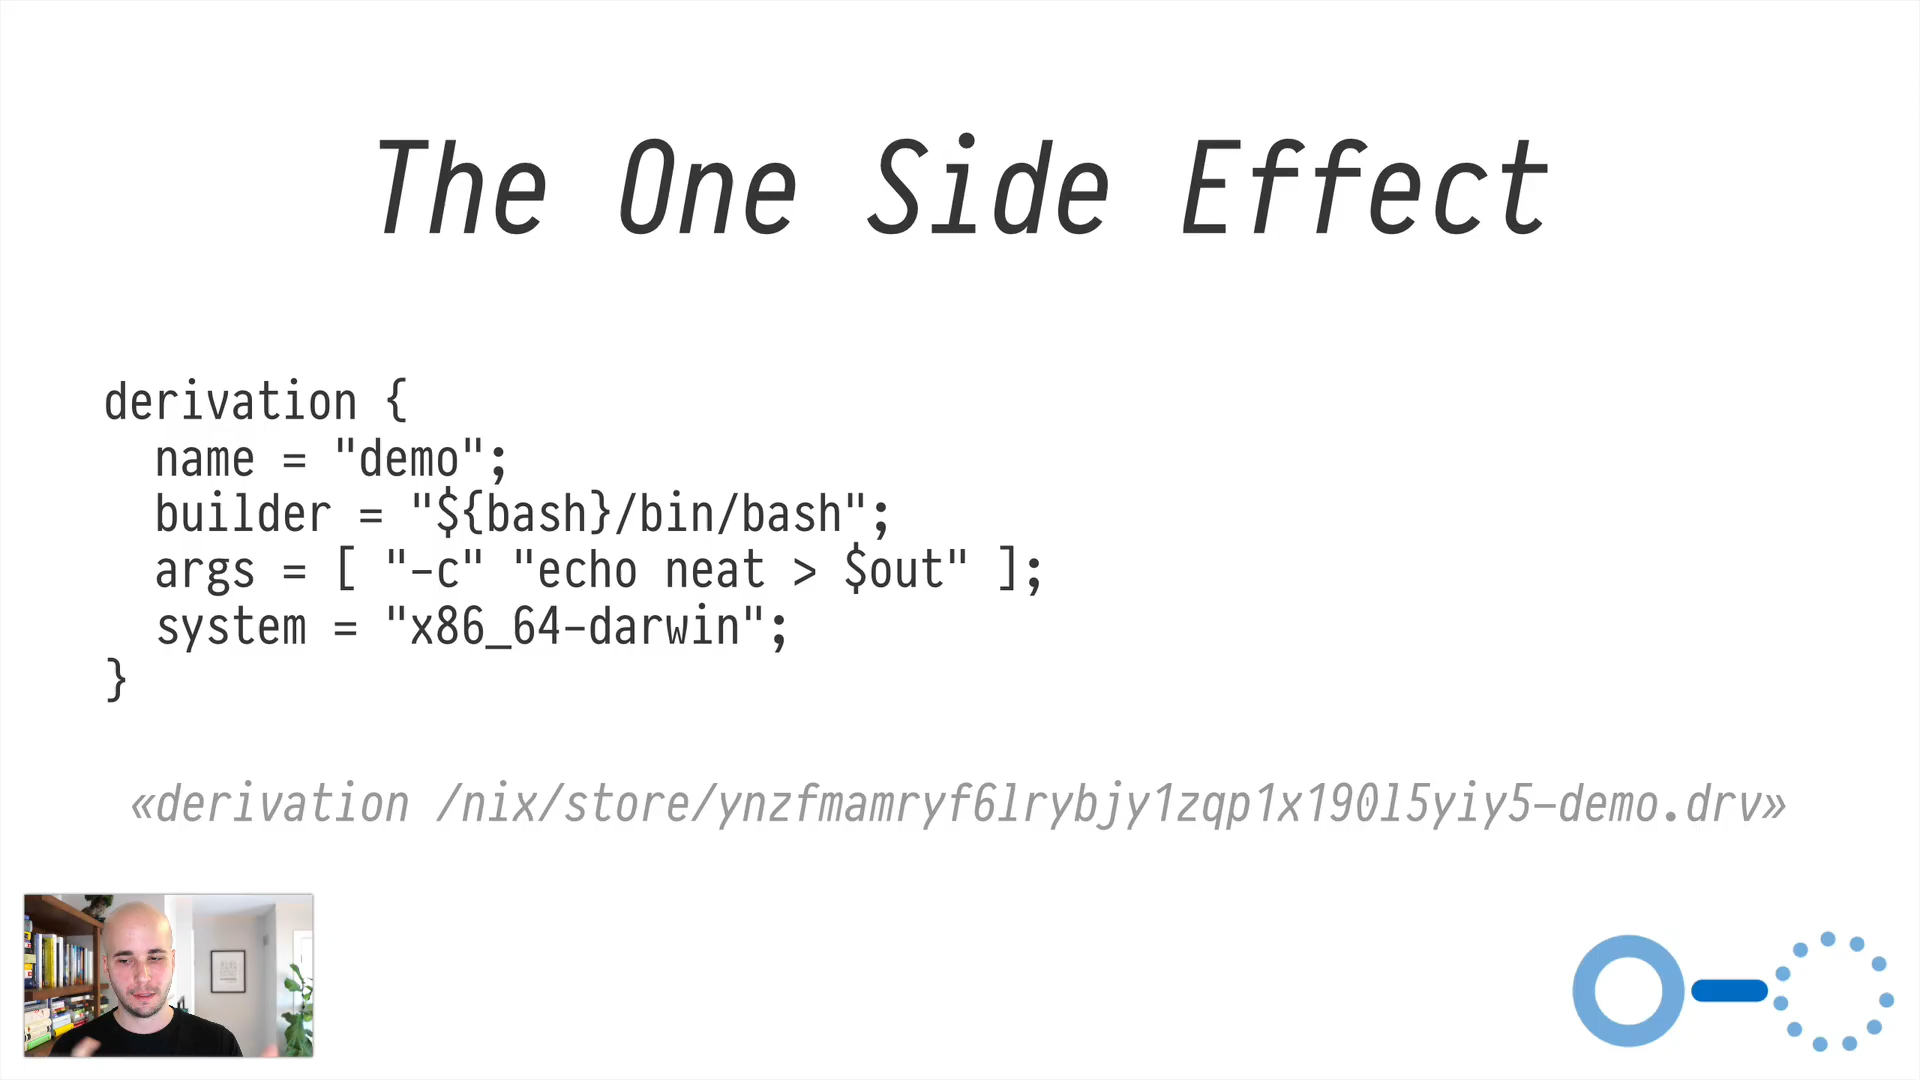 The One Side Effect
derivation {
name = "demo";
builder = "${bash}/bin/bash";
args = [ "-c" "echo neat > $out" ];
system = "x86_64-darwin";
}
«derivation /nix/store/ynzfmamryf6lrybjy1zqp1x190l5yiy5-demo.drv»